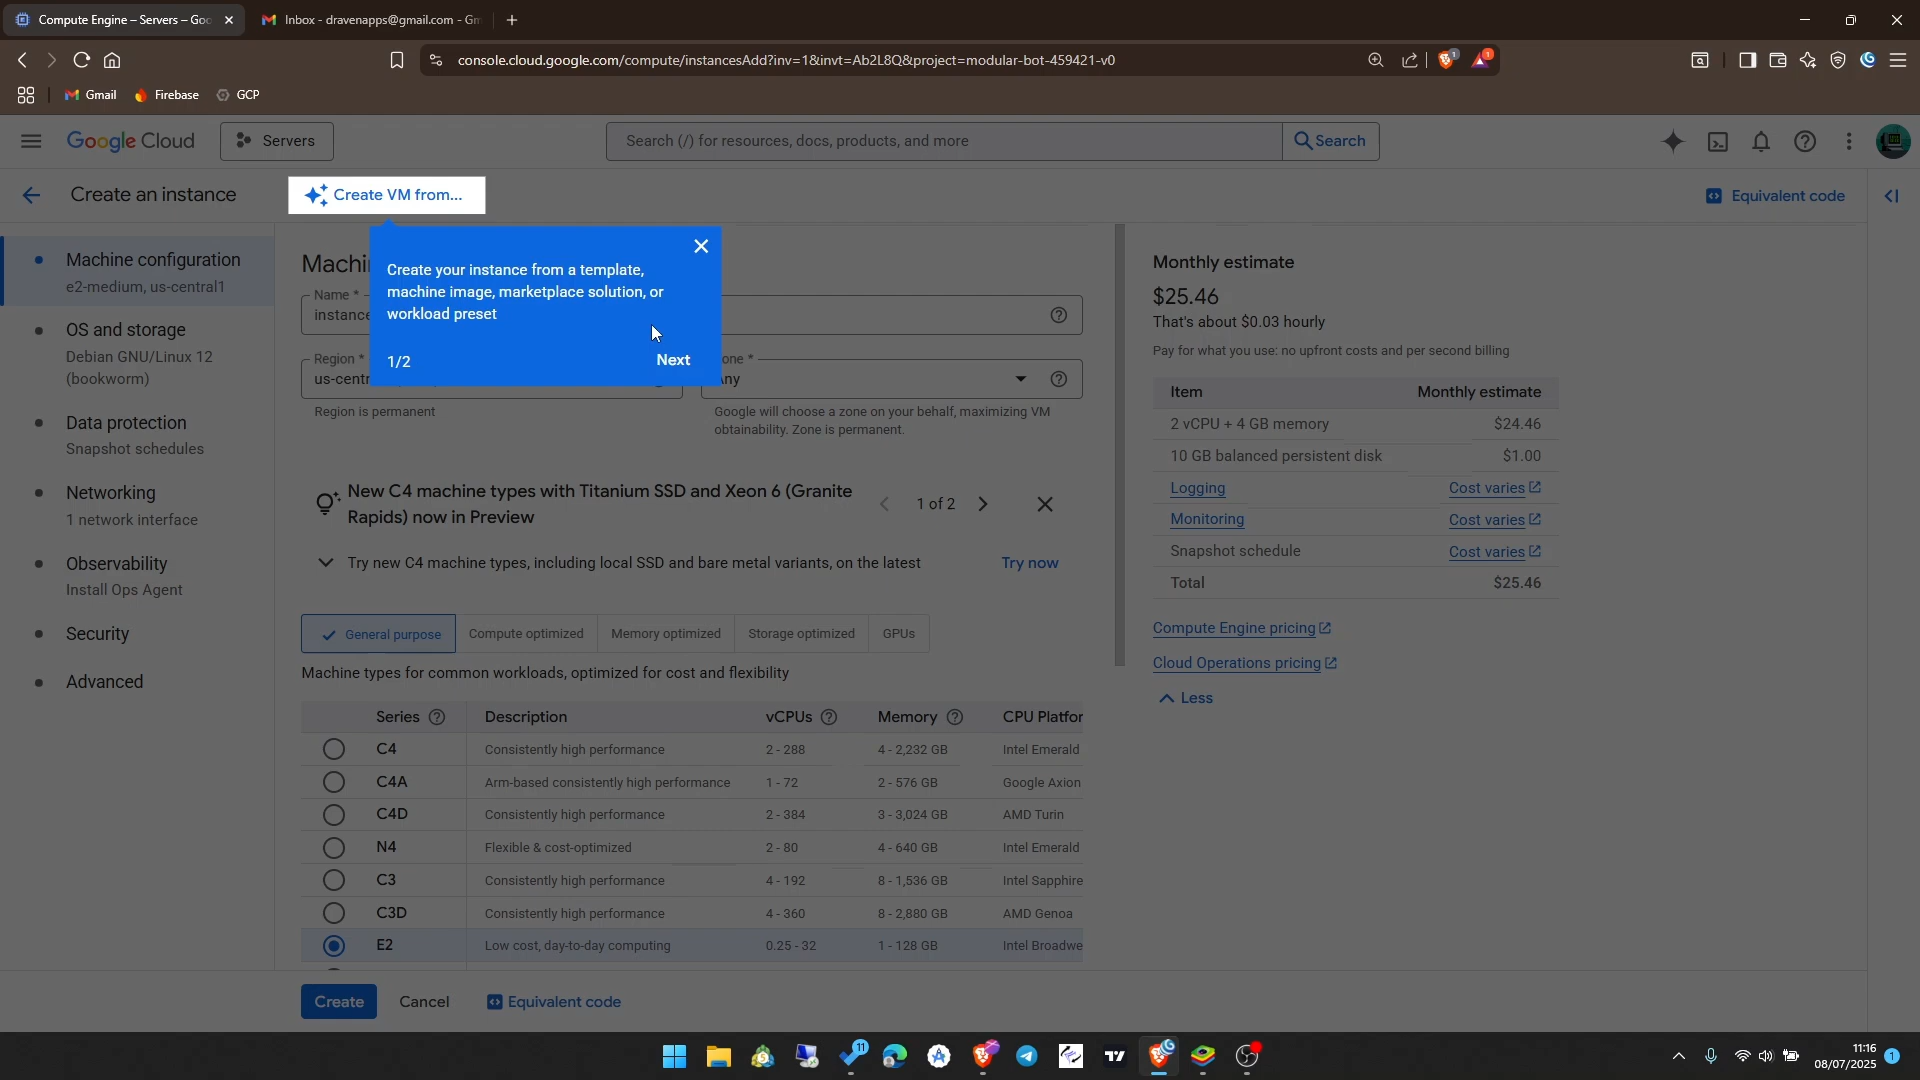 Compute Engine – Servers – Goo
Inbox - dravenapps@gmail.com - Gm
console.cloud.google.com/compute/instancesAdd?inv=1&invt=Ab2L8Q&project=modular-bot-459421-v0
1
1
Gmail
Firebase
GCP
Google Cloud
Servers
Search (/) for resources, docs, products, and more
Search
Create an instance
Create VM from...
Equivalent code
Machine configuration
e2-medium, us-central1
OS and storage
Debian GNU/Linux 12
(bookworm)
Data protection
Snapshot schedules
Networking
1 network interface
Observability
Install Ops Agent
Security
Advanced
Create your instance from a template,
machine image, marketplace solution, or
workload preset
1/2
Next
Name *
Region *
us-cent
Region is permanent
Google will choose a zone on your behalf, maximizing VM
obtainability. Zone is permanent.
New C4 machine types with Titanium SSD and Xeon 6 (Granite
Rapids) now in Preview
1 of 2
Try new C4 machine types, including local SSD and bare metal variants, on the latest
Try now
General purpose
Compute optimized
Memory optimized
Storage optimized
GPUs
Machine types for common workloads, optimized for cost and flexibility
Series
Description
vCPUs
Memory
CPU Platfor
C4
Consistently high performance
2 - 288
4 - 2,232 GB
Intel Emerald
C4A
Arm-based consistently high performance
1 - 72
2 - 576 GB
Google Axion
C4D
Consistently high performance
2 - 384
3 - 3,024 GB
AMD Turin
N4
Flexible & cost-optimized
2 - 80
4 - 640 GB
Intel Emerald
C3
Consistently high performance
4 - 192
8 - 1,536 GB
Intel Sapphire
C3D
Consistently high performance
4 - 360
8 - 2,880 GB
AMD Genoa
E2
Low cost, day-to-day computing
0.25 - 32
1 - 128 GB
Intel Broadwe
Create
Cancel
Equivalent code
Monthly estimate
$25.46
That's about $0.03 hourly
Pay for what you use: no upfront costs and per second billing
Item
Monthly estimate
2 vCPU + 4 GB memory
$24.46
10 GB balanced persistent disk
$1.00
Logging
Cost varies
Monitoring
Cost varies
Snapshot schedule
Cost varies
Total
$25.46
Compute Engine pricing
Cloud Operations pricing
Less
11
11:16
08/07/2025
1